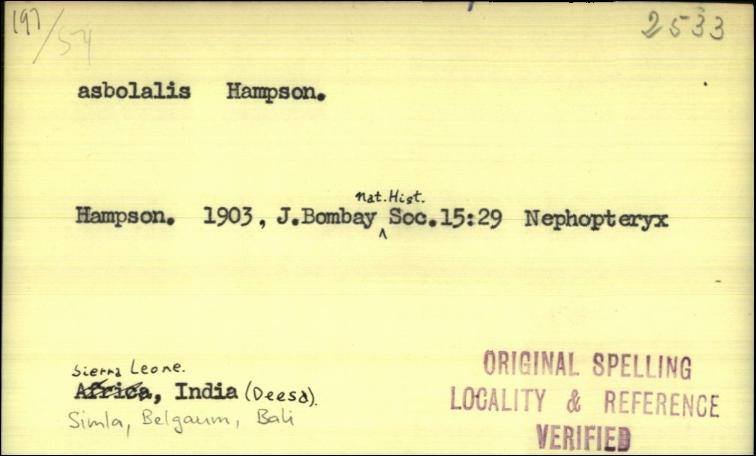 197/54
2533
asbolalis Hampson.
Nat.Hist.
Hampson. 1903, J.Bombay ^ Soc.15:29 Nephopteryx
Sierra Leone.
Africa, India (Deesa).
Simla, Belgaum, Bali
ORIGINAL SPELLING
LOCALITY & REFERENCE
VERIFIED